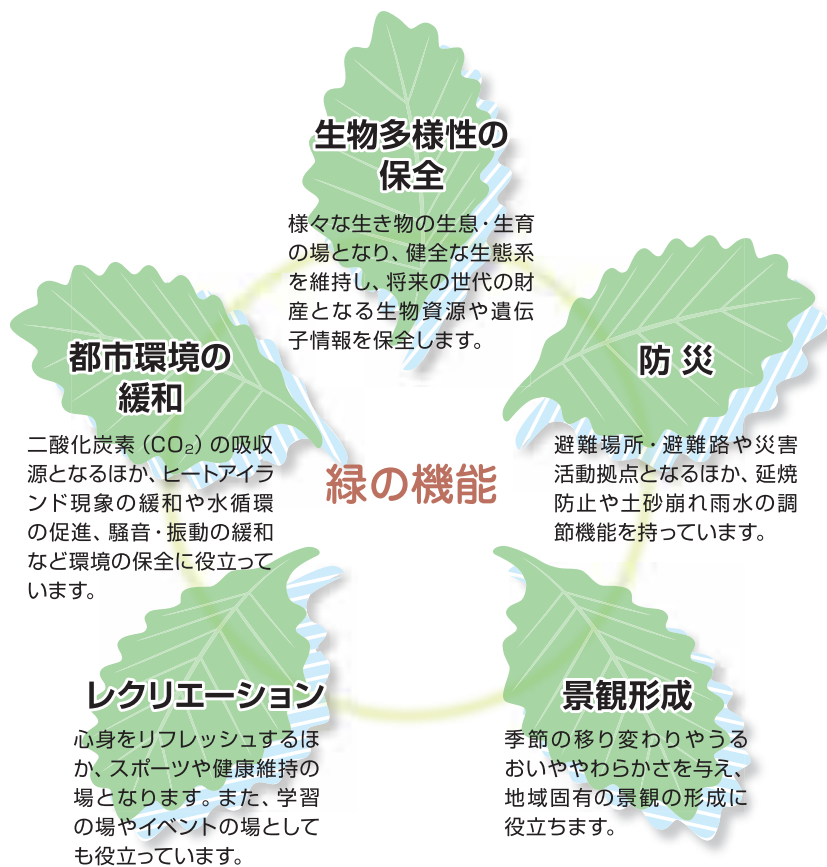 生物多様性の
保全
様々な生き物の生息・生育
の場となり、健全な生態系
を維持し、将来の世代の財
産となる生物資源や遺伝
子情報を保全します。
都市環境の
緩和
二酸化炭素（CO₂）の吸収
源となるほか、ヒートアイラ
ンド現象の緩和や水循環
の促進、騒音・振動の緩和
など環境の保全に役立って
います。
防 災
避難場所・避難路や災害
活動拠点となるほか、延焼
防止や土砂崩れ雨水の調
節機能を持っています。
緑の機能
レクリエーション
心身をリフレッシュするほ
か、スポーツや健康維持の
場となります。また、学習
の場やイベントの場として
も役立っています。
景観形成
季節の移り変わりやうる
おいややわらかさを与え、
地域固有の景観の形成に
役立ちます。